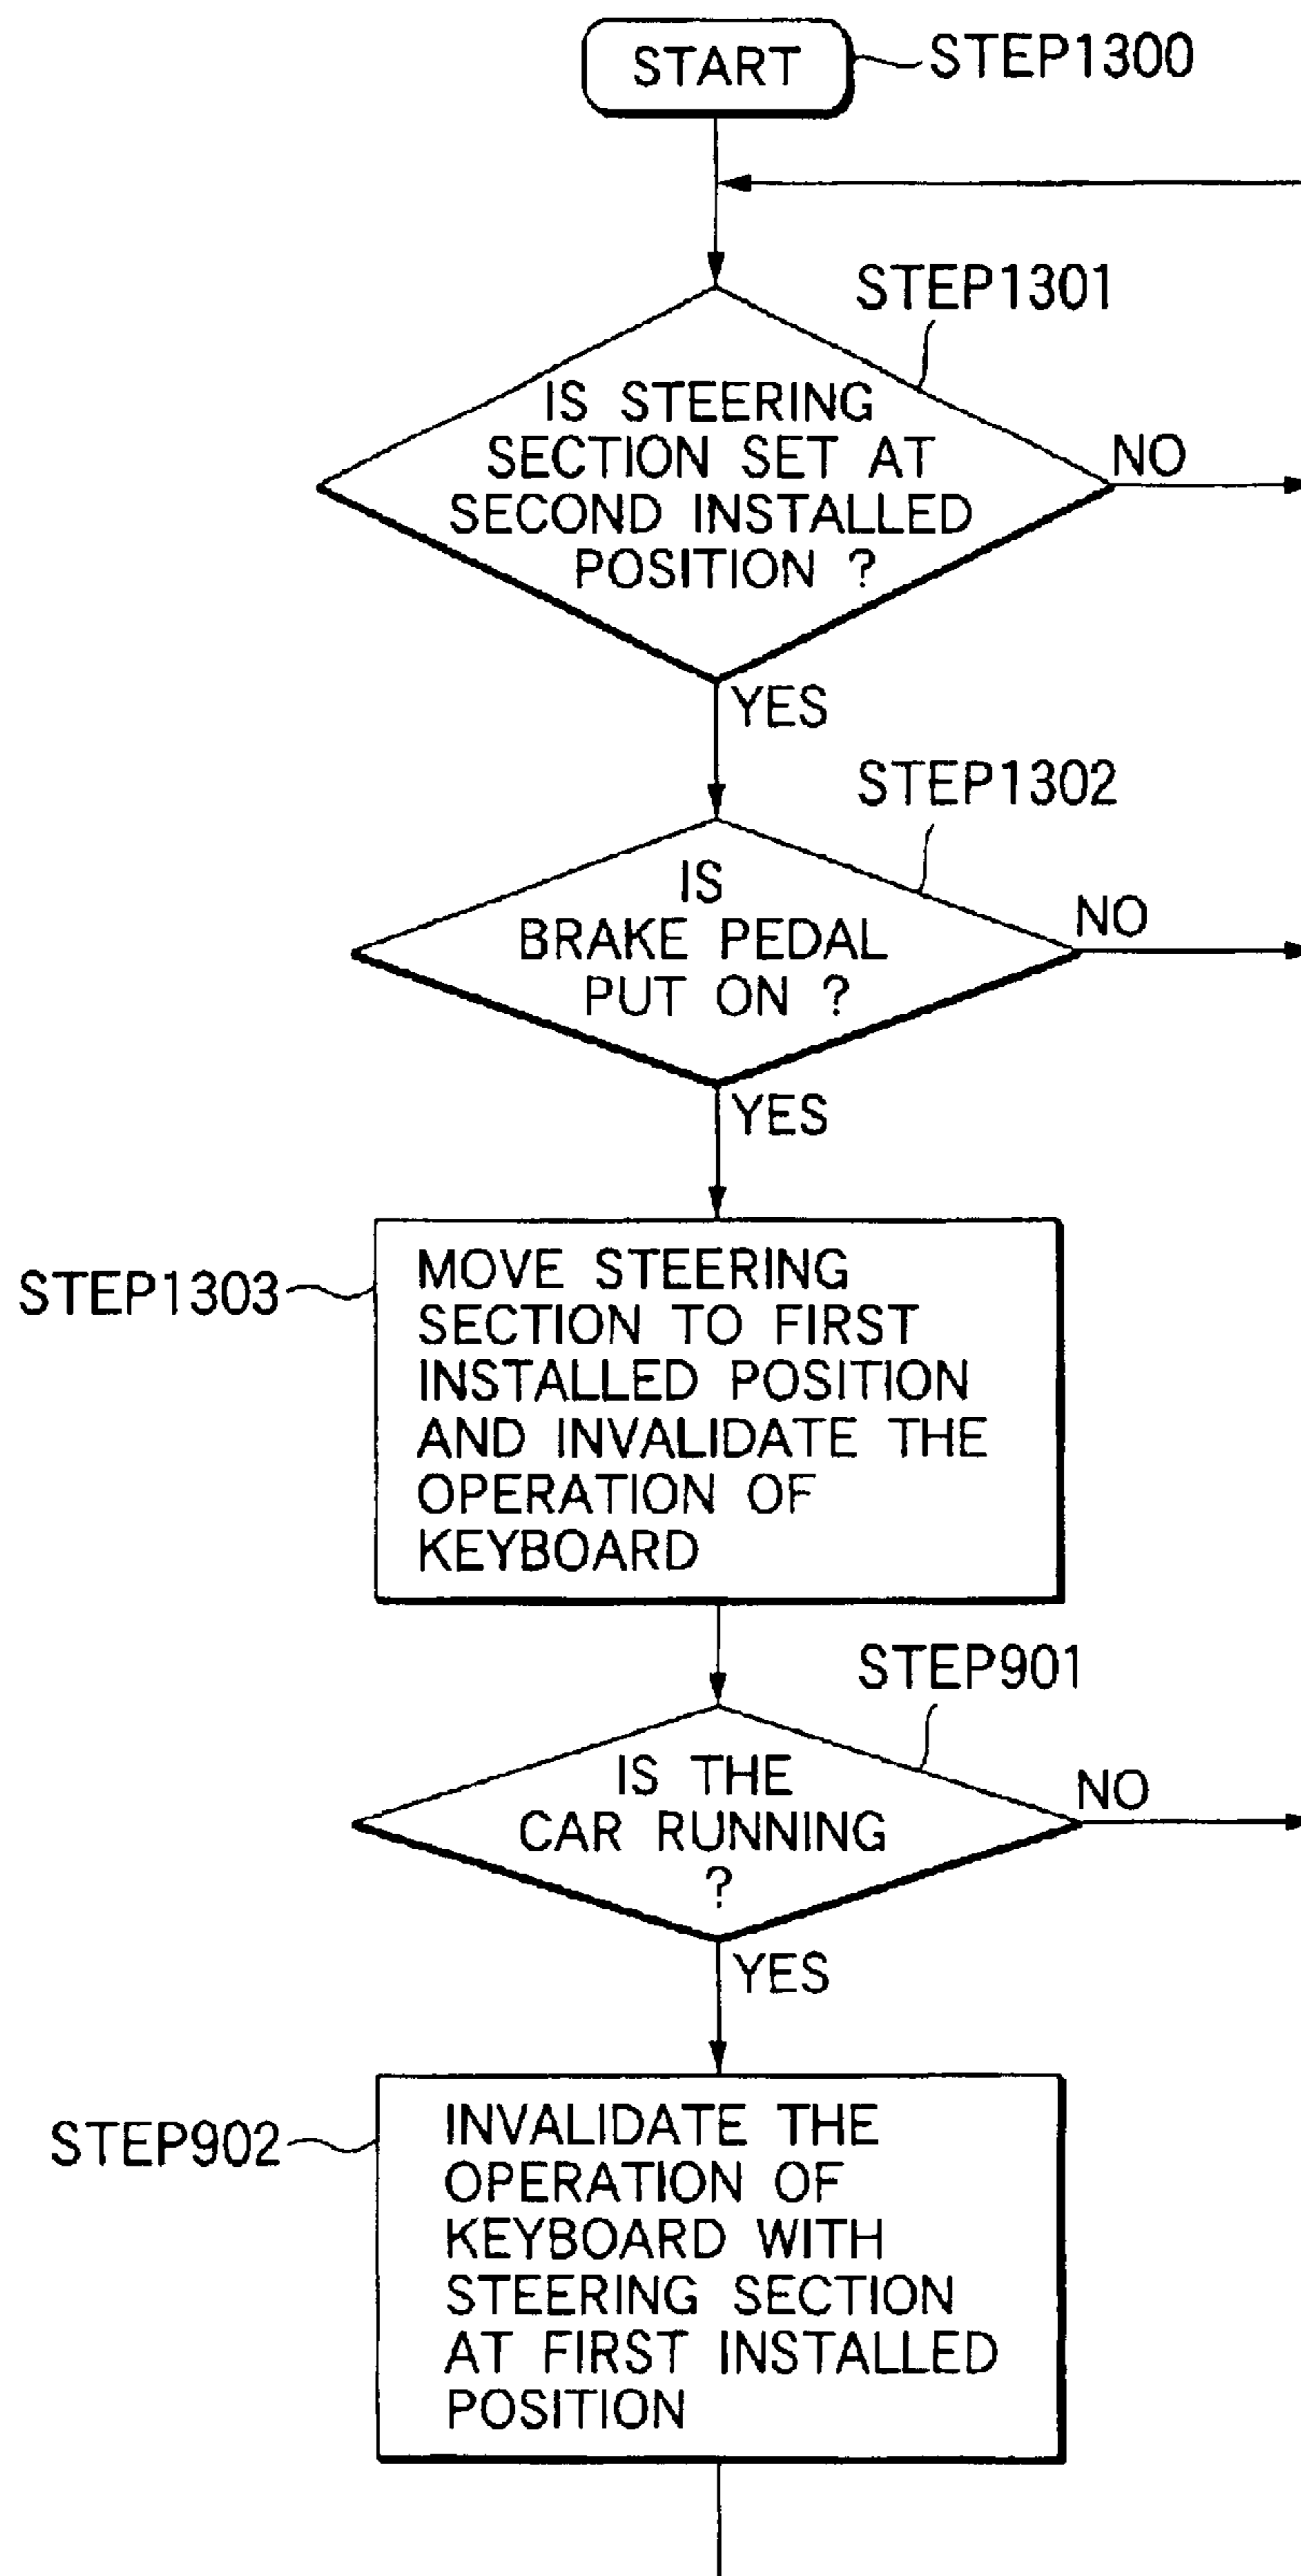 START
STEP1300
STEP1301
IS STEERING
SECTION SET AT
SECOND INSTALLED
POSITION ?
NO
YES
STEP1302
IS
BRAKE PEDAL
PUT ON ?
NO
YES
STEP1303
MOVE STEERING
SECTION TO FIRST
INSTALLED POSITION
AND INVALIDATE THE
OPERATION OF
KEYBOARD
STEP901
IS THE
CAR RUNNING
?
NO
YES
STEP902
INVALIDATE THE
OPERATION OF
KEYBOARD WITH
STEERING SECTION
AT FIRST INSTALLED
POSITION